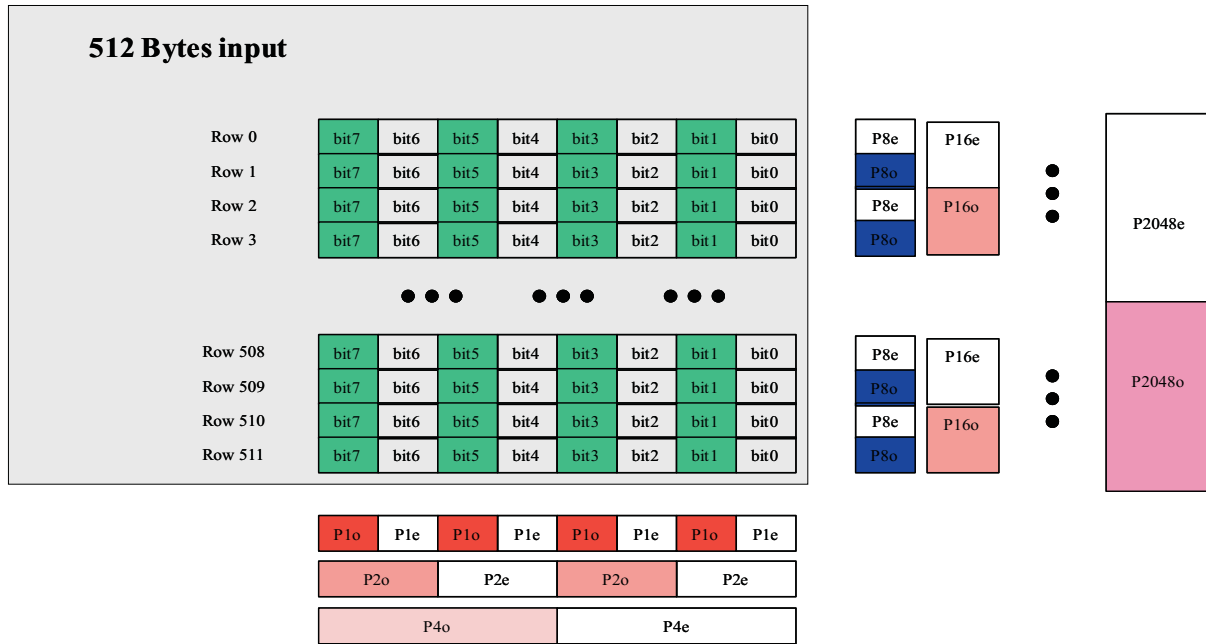 512 Bytes input
Row 0 bit7 bit6 bit5 bit4 bit3 bit2 bit1 bit0 P8e P16e
Row 1 bit7 bit6 bit5 bit4 bit3 bit2 bit1 bit0 P8o
Row 2 bit7 bit6 bit5 bit4 bit3 bit2 bit1 bit0 P8e P16o
P2048e
Row 3 bit7 bit6 bit5 bit4 bit3 bit2 bit1 bit0 P8o
Row 508 bit7 bit6 bit5 bit4 bit3 bit2 bit1 bit0 P8e P16e
Row 509 bit7 bit6 bit5 bit4 bit3 bit2 bit1 bit0 P8o
P2048o
Row 510 bit7 bit6 bit5 bit4 bit3 bit2 bit1 bit0 P8e P16o
Row 511 bit7 bit6 bit5 bit4 bit3 bit2 bit1 bit0 P8o
P1o P1e P1o P1e P1o P1e P1o P1e
P2o P2e P2o P2e
P4o P4e